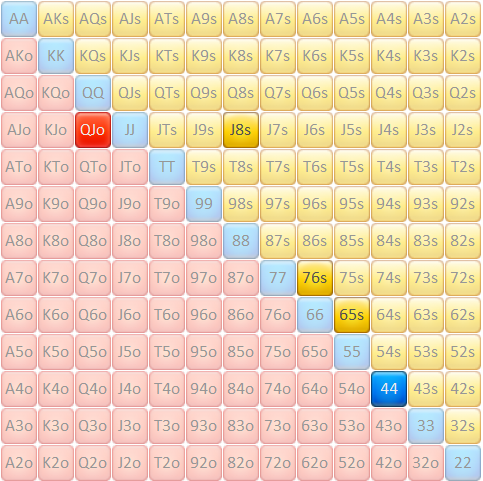 AA AKs AQs AJs ATs A9s A8s A7s A6s A5s A4s A3s A2s
AKo KK KQs KJs KTs K9s K8s K7s K6s K5s K4s K3s K2s
AQo KQo QQ QJs QTs Q9s Q8s Q7s Q6s Q5s Q4s Q3s Q2s
AJo KJo QJo JJ JTs J9s J8s J7s J6s J5s J4s J3s J2s
ATo KTo QTo JTo TT T9s T8s T7s T6s T5s T4s T3s T2s
A9o K9o Q9o J9o T9o 99 98s 97s 96s 95s 94s 93s 92s
A8o K8o Q8o J8o T8o 98o 88 87s 86s 85s 84s 83s 82s
A7o K7o Q7o J7o T7o 97o 87o 77 76s 75s 74s 73s 72s
A6o K6o Q6o J6o T6o 96o 86o 76o 66 65s 64s 63s 62s
A5o K5o Q5o J5o T5o 95o 85o 75o 65o 55 54s 53s 52s
A4o K4o Q4o J4o T4o 94o 84o 74o 64o 54o 44 43s 42s
A3o K3o Q3o J3o T3o 93o 83o 73o 63o 53o 43o 33 32s
A2o K2o Q2o J2o T2o 92o 82o 72o 62o 52o 42o 32o 22